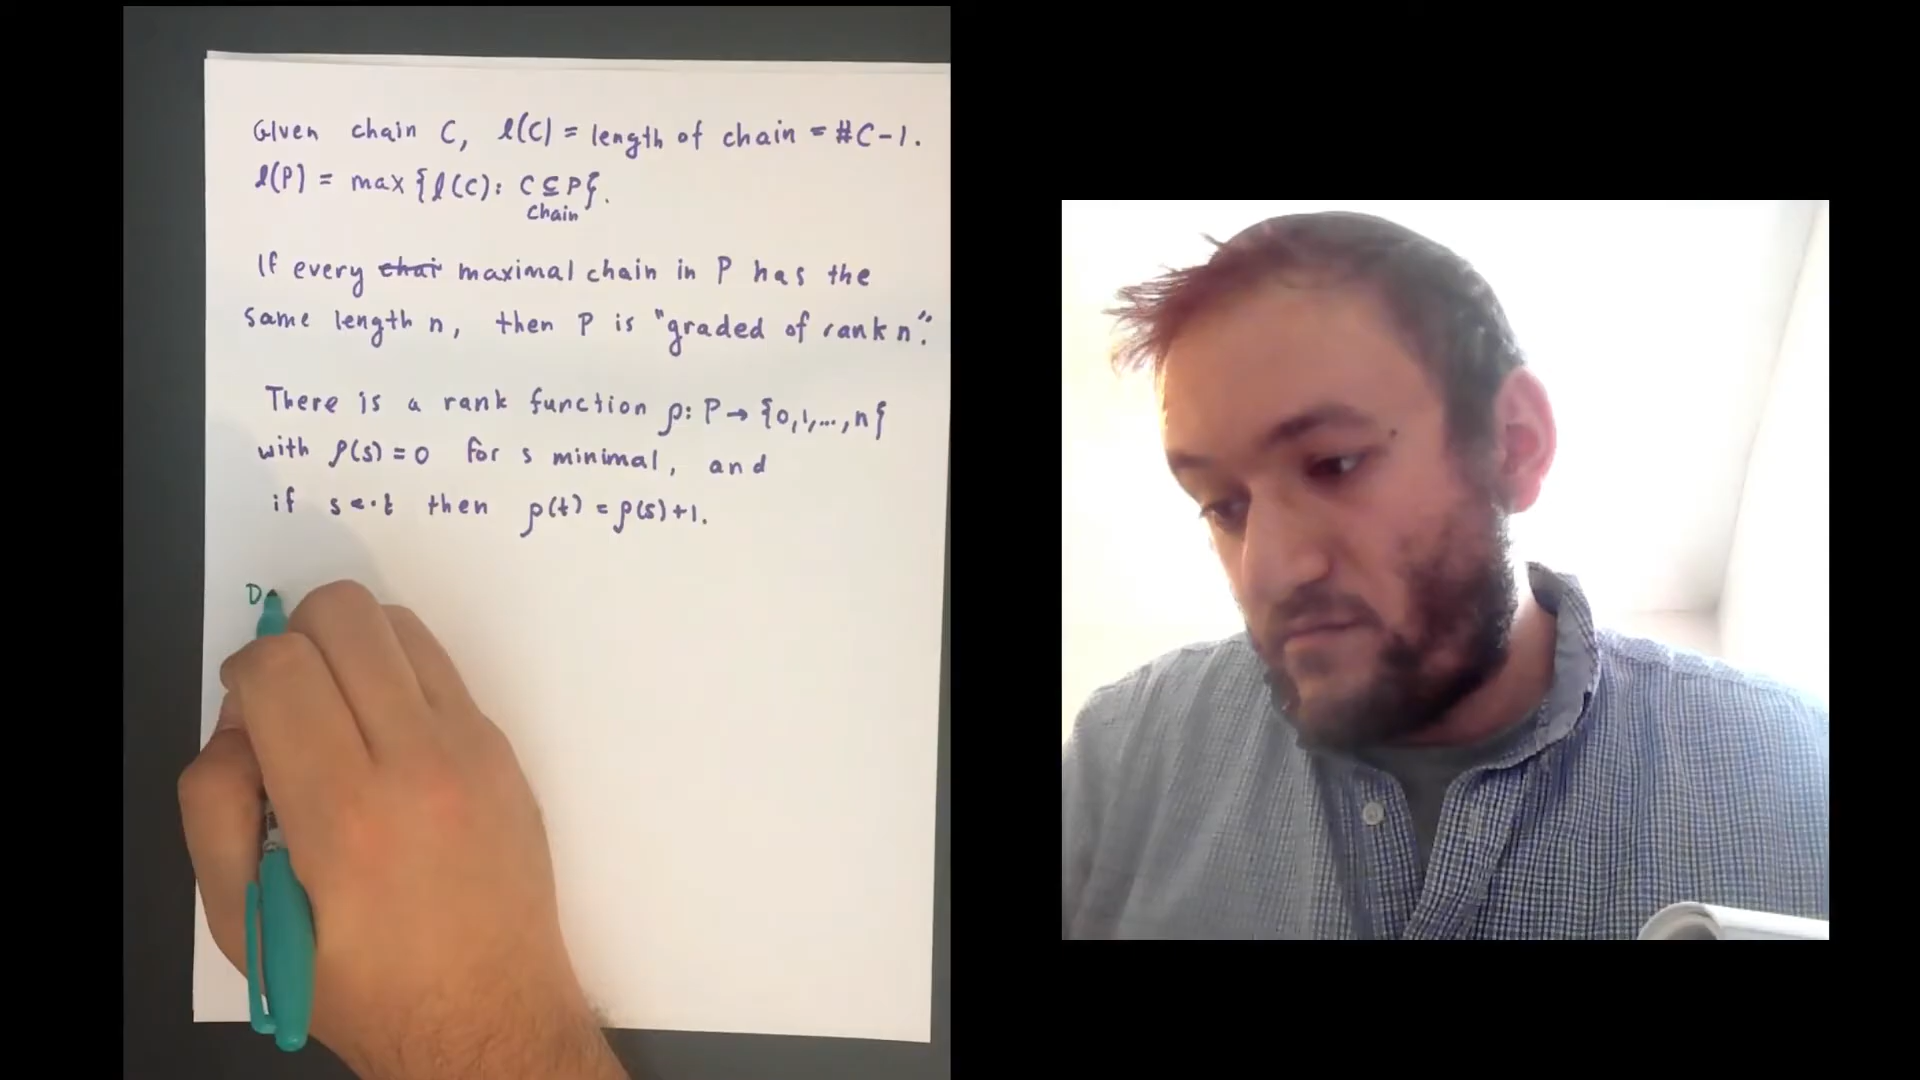 Given chain C, ℓ(C) = length of chain = #C-1.
ℓ(P) = max {ℓ(C): C ⊆ P}.
chain
If every chai maximal chain in P has the
same length n, then P is "graded of rank n".
There is a rank function ρ: P → {0,1,...,n}
with ρ(s) = 0 for s minimal, and
if s <· t then ρ(t) = ρ(s)+1.
D